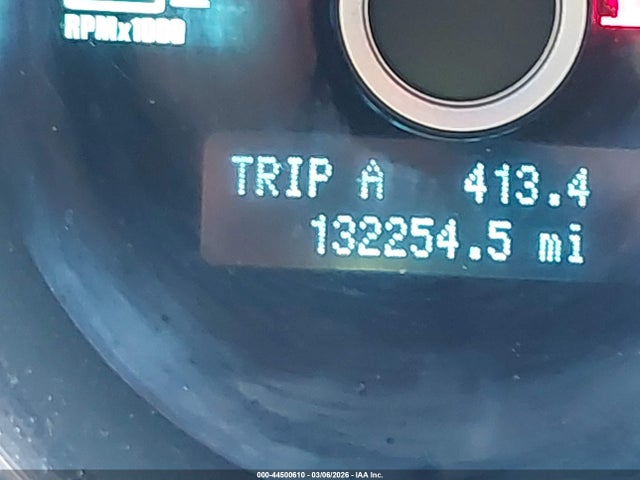 RPMx1000
TRIP A 413.4
132254.5 mi
000-44500610 - 03/06/2026 - IAA Inc.